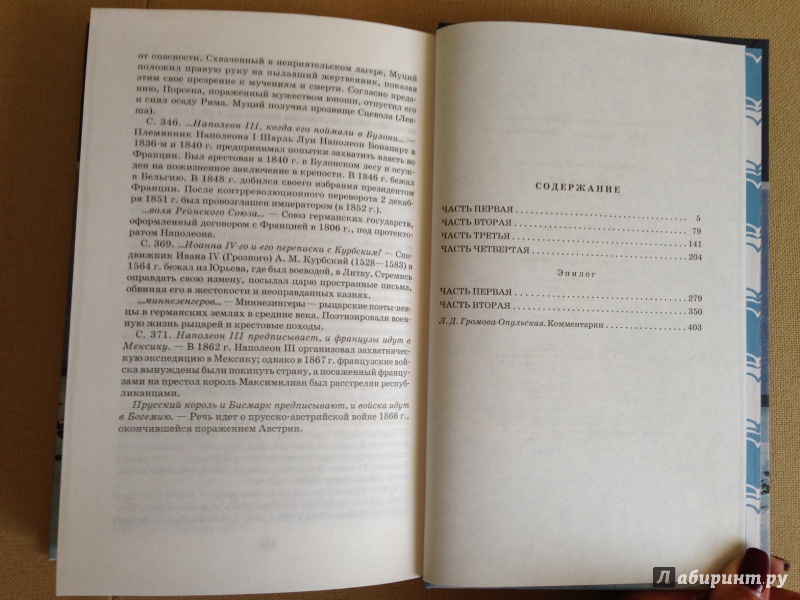 от опасности. Схваченный в неприятельском лагере, Муций
положил правую руку на пылавший жертвенник, показав
этим свое презрение к мучениям и смерти. Согласно преда-
нию, Порсена, пораженный мужеством юноши, отпустил его
и снял осаду Рима. Муций получил прозвище Сцевола (Лев-
ша).
С. 346. ...Наполеон III, когда его поймали в Булони... —
Племянник Наполеона I Шарль Луи Наполеон Бонапарт в
1836-м и 1840 г. предпринимал попытки захватить власть во
Франции. Был арестован в 1840 г. в Булонском лесу и осуж-
ден на пожизненное заключение в крепости. В 1846 г. бежал
в Бельгию. В 1848 г. добился своего избрания президентом
Франции. После контрреволюционного переворота 2 декаб-
ря 1851 г. был провозглашен императором (в 1852 г.).
...воля Рейнского Союза... — Союз германских государств,
оформленный договором с Францией в 1806 г., под протекто-
ратом Наполеона.
С. 369. ...Иоанна IV-го и его переписки с Курбским? — Спо-
движник Ивана IV (Грозного) А. М. Курбский (1528—1583) в
1564 г. бежал из Юрьева, где был воеводой, в Литву. Стремясь
оправдать свою измену, посылал царю пространные письма,
обвиняя его в жестокости и неоправданных казнях.
...миннезенгеров... — Миннезингеры — рыцарские поэты-пев-
цы в германских землях в средние века. Поэтизировали воен-
ную жизнь рыцарей и крестовые походы.
С. 371. Наполеон III предписывает, и французы идут в
Мексику. — В 1862 г. Наполеон III организовал захватниче-
скую экспедицию в Мексику; однако в 1867 г. французские вой-
ска вынуждены были покинуть страну, а посаженный францу-
зами на престол король Максимилиан был расстрелян респуб-
ликанцами.
Прусский король и Бисмарк предписывают, и войска идут
в Богемию. — Речь идет о прусско-австрийской войне 1866 г.,
окончившейся поражением Австрии.
СОДЕРЖАНИЕ
ЧАСТЬ ПЕРВАЯ 5
ЧАСТЬ ВТОРАЯ 79
ЧАСТЬ ТРЕТЬЯ 141
ЧАСТЬ ЧЕТВЕРТАЯ 204
Эпилог
ЧАСТЬ ПЕРВАЯ 279
ЧАСТЬ ВТОРАЯ 350
Л. Д. Громова-Опульская. Комментарии 403
Лабиринт.ру